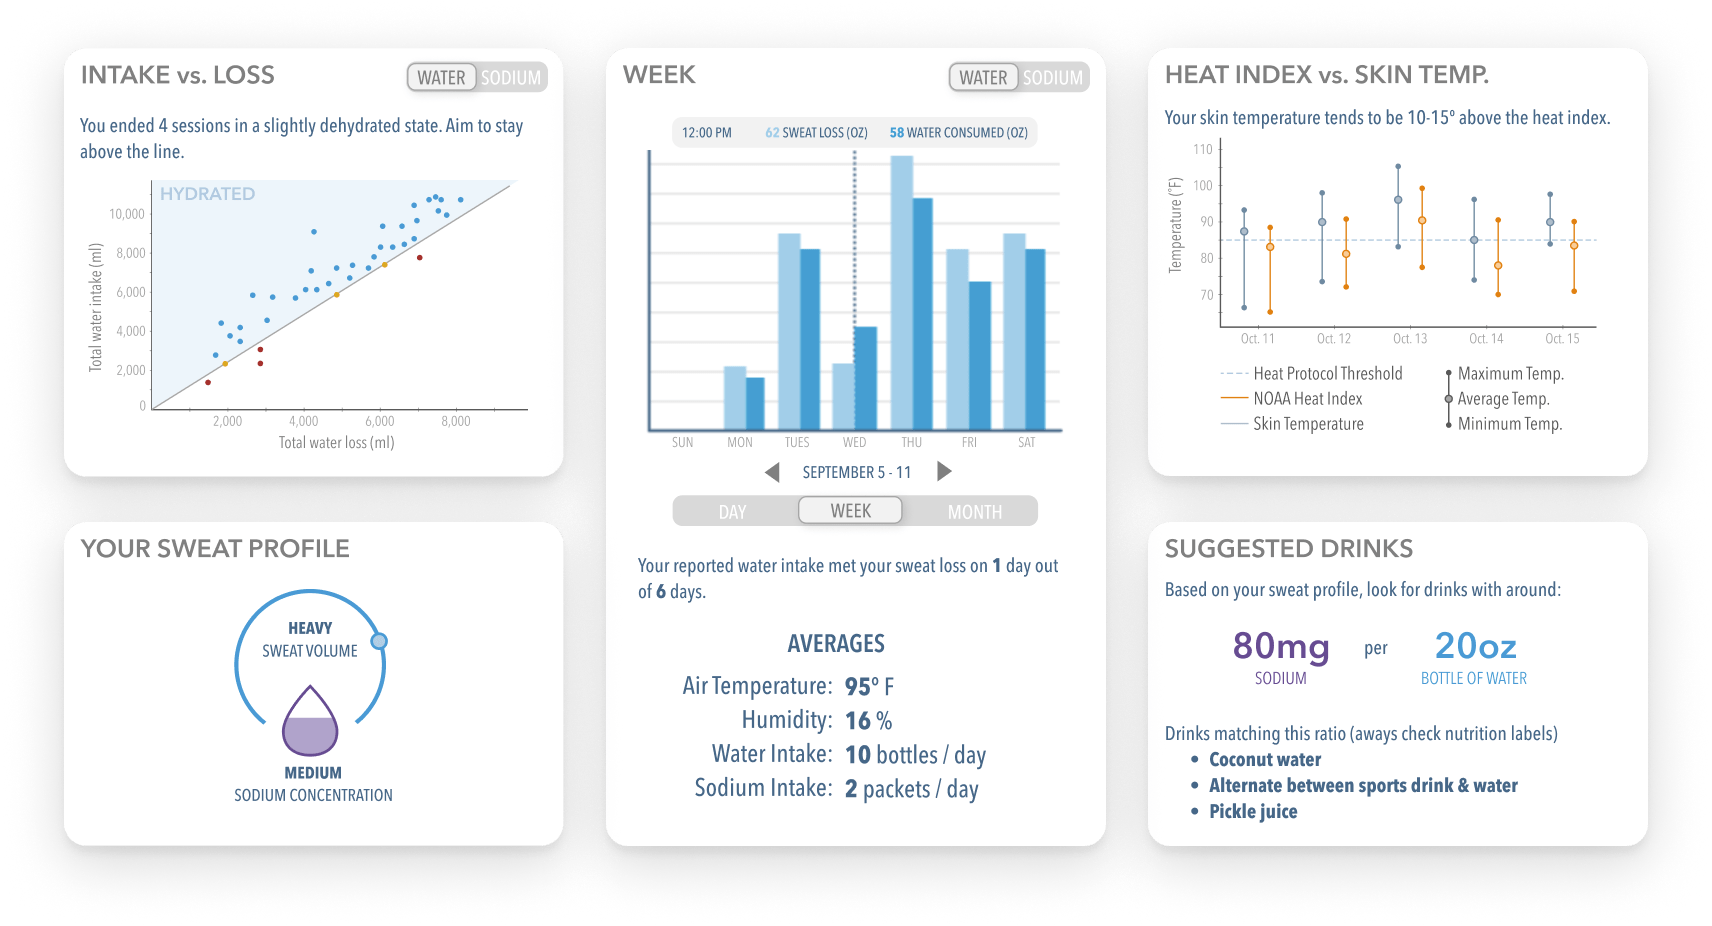 INTAKE vs. LOSS
WATER SODIUM
You ended 4 sessions in a slightly dehydrated state. Aim to stay
above the line.
HYDRATED
Total water intake (ml)
10,000
8,000
6,000
4,000
2,000
0
2,000 4,000 6,000 8,000
Total water loss (ml)
YOUR SWEAT PROFILE
HEAVY
SWEAT VOLUME
MEDIUM
SODIUM CONCENTRATION
WEEK
WATER SODIUM
12:00 PM 62 SWEAT LOSS (OZ) 58 WATER CONSUMED (OZ)
SUN MON TUES WED THU FRI SAT
SEPTEMBER 5 - 11
DAY WEEK MONTH
Your reported water intake met your sweat loss on 1 day out
of 6 days.
AVERAGES
Air Temperature: 95° F
Humidity: 16 %
Water Intake: 10 bottles / day
Sodium Intake: 2 packets / day
HEAT INDEX vs. SKIN TEMP.
Your skin temperature tends to be 10-15° above the heat index.
Temperature (°F)
110
100
90
80
70
Oct. 11 Oct. 12 Oct. 13 Oct. 14 Oct. 15
Heat Protocol Threshold
NOAA Heat Index
Skin Temperature
Maximum Temp.
Average Temp.
Minimum Temp.
SUGGESTED DRINKS
Based on your sweat profile, look for drinks with around:
80mg per 20oz
SODIUM BOTTLE OF WATER
Drinks matching this ratio (aways check nutrition labels)
• Coconut water
• Alternate between sports drink & water
• Pickle juice